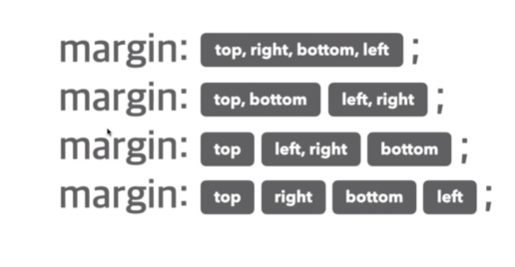 margin: top, right, bottom, left ;
margin: top, bottom left, right ;
margin: top left, right bottom ;
margin: top right bottom left ;